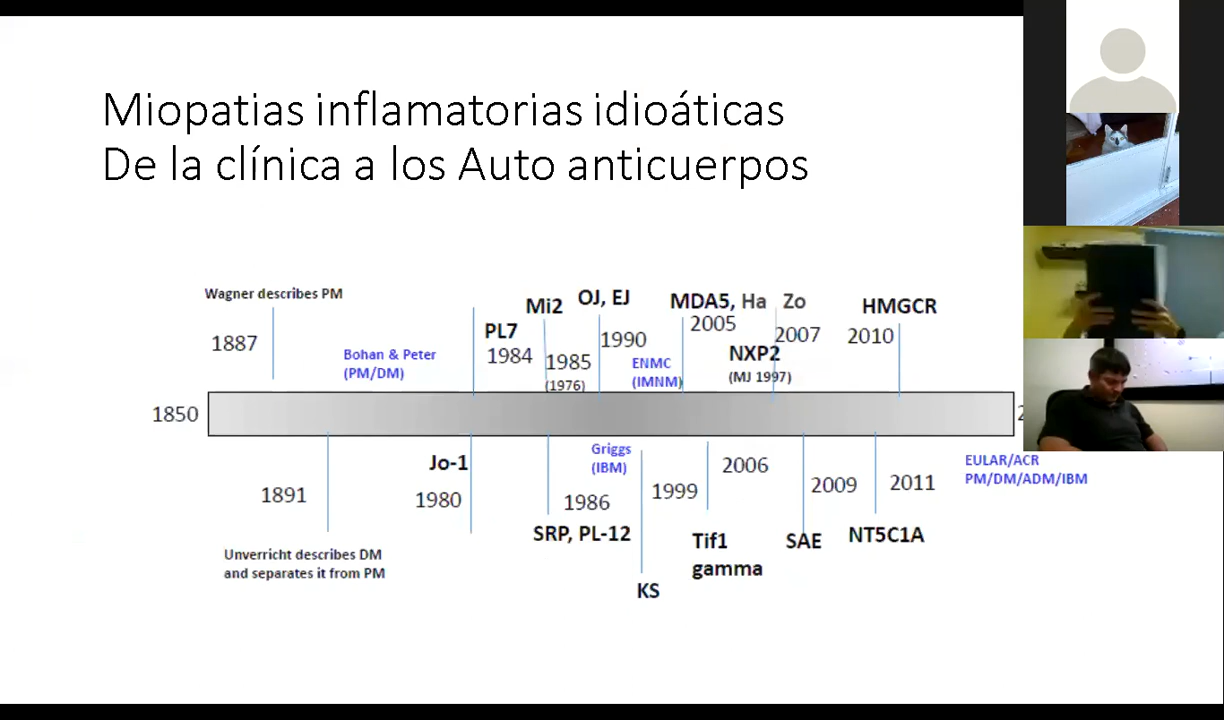 Miopatias inflamatorias idioáticas
De la clínica a los Auto anticuerpos
Wagner describes PM
1887
Bohan & Peter
(PM/DM)
PL7
1984
Mi2
1985
(1976)
OJ, EJ
1990
ENMC
(IMNM)
MDA5, Ha
2005
Zo
2007
NXP2
(MJ 1997)
HMGCR
2010
1850
1891
Unverricht describes DM
and separates it from PM
Jo-1
1980
1986
SRP, PL-12
Griggs
(IBM)
1999
KS
2006
Tif1
gamma
2009
SAE
2011
NT5C1A
EULAR/ACR
PM/DM/ADM/IBM